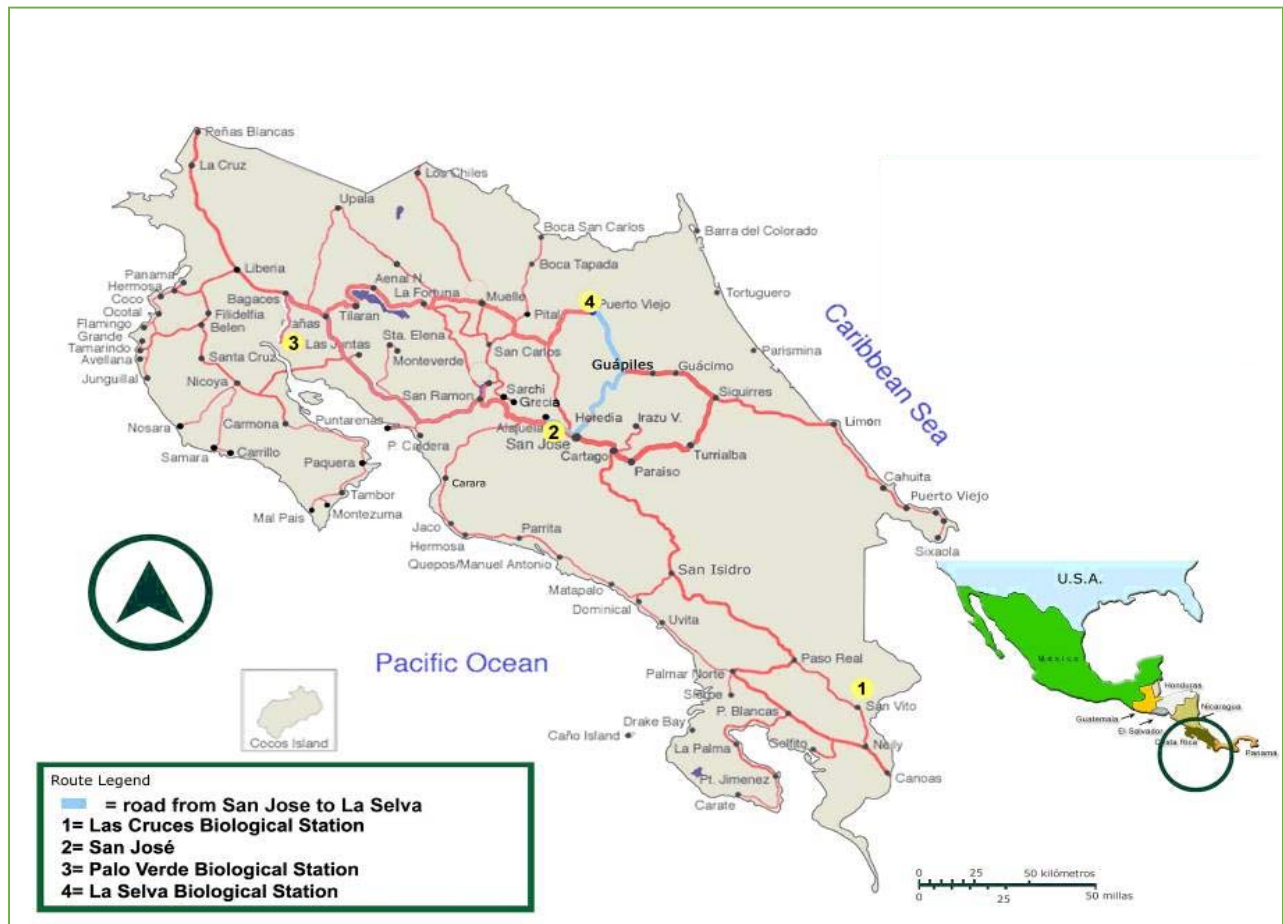 Peñas Blancas
La Cruz
Los Chiles
Upala
Boca San Carlos
Barra del Colorado
Liberia
Boca Tapada
Panama
Hermosa
Aenal N.
Coco
Bagaces
La Fortuna
Muelle
4
Puerto Viejo
Tortuguero
Ocotal
Filidelfia
Cañas
Tilaran
Pital
Flamingo
Belen
Caribbean Sea
Grande
3
Las Juntas
Sta. Elena
Tamarindo
San Carlos
Parismina
Avellana
Santa Cruz
Monteverde
Guápiles
Guácimo
Junguillal
Nicoya
Siquirres
San Ramon
Sarchi
Grecia
Heredia
Irazu V.
Limon
Nosara
Carmona
Puntarenas
Alajuela
2
San José
P. Caldera
Cartago
Turrialba
Samara
Carrillo
Paquera
Paraiso
Carara
Cahuita
Tambor
Puerto Viejo
Mal Pais
Montezuma
Jaco
Parrita
Hermosa
Sixaola
Quepos/Manuel Antonio
San Isidro
Matapalo
Dominical
Uvita
Pacific Ocean
Paso Real
Palmar Norte
1
Sierpe
San Vito
P. Blancas
Drake Bay
Caño Island
La Palma
Golfito
Neily
Cocos Island
Pt. Jimenez
Canoas
Carate
U.S.A.
Mexico
Honduras
Guatemala
Nicaragua
El Salvador
Costa Rica
Panamá
Route Legend
= road from San Jose to La Selva
1= Las Cruces Biological Station
2= San José
3= Palo Verde Biological Station
4= La Selva Biological Station
0 25 50 kilómetros
0 25 50 millas